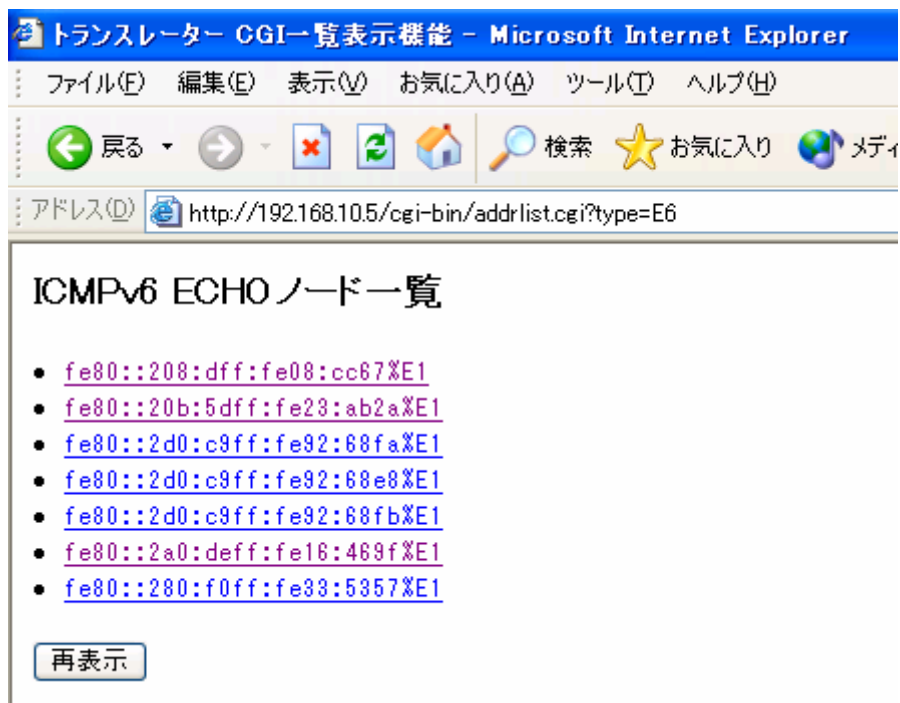 トランスレーター CGI一覧表示機能 - Microsoft Internet Explorer
ファイル(F) 編集(E) 表示(V) お気に入り(A) ツール(T) ヘルプ(H)
戻る 検索 お気に入り メディ
アドレス(D) http://192.168.10.5/cgi-bin/addrlist.cgi?type=E6
ICMPv6 ECHOノード一覧
• fe80::208:dff:fe08:cc67%E1
• fe80::20b:5dff:fe23:ab2a%E1
• fe80::2d0:c9ff:fe92:68fa%E1
• fe80::2d0:c9ff:fe92:68e8%E1
• fe80::2d0:c9ff:fe92:68fb%E1
• fe80::2a0:deff:fe16:469f%E1
• fe80::280:f0ff:fe33:5357%E1
再表示